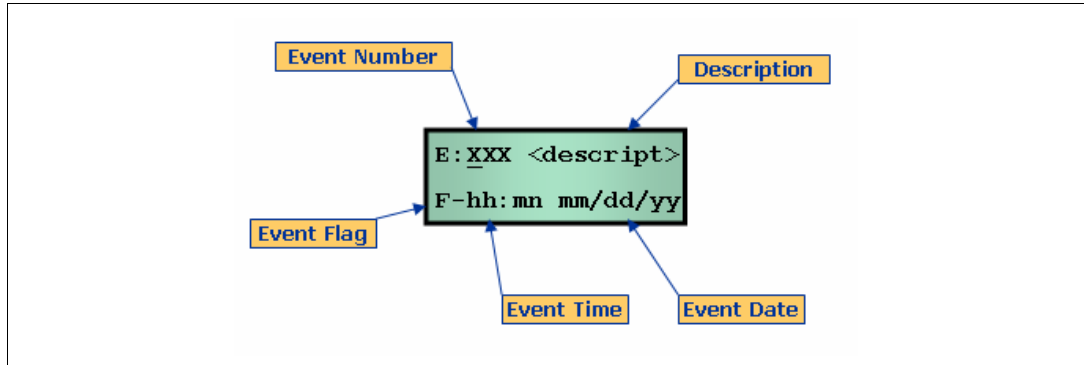 Event Number
Description
E:XXX <descript>
F-hh:mn mm/dd/yy
Event Flag
Event Time
Event Date